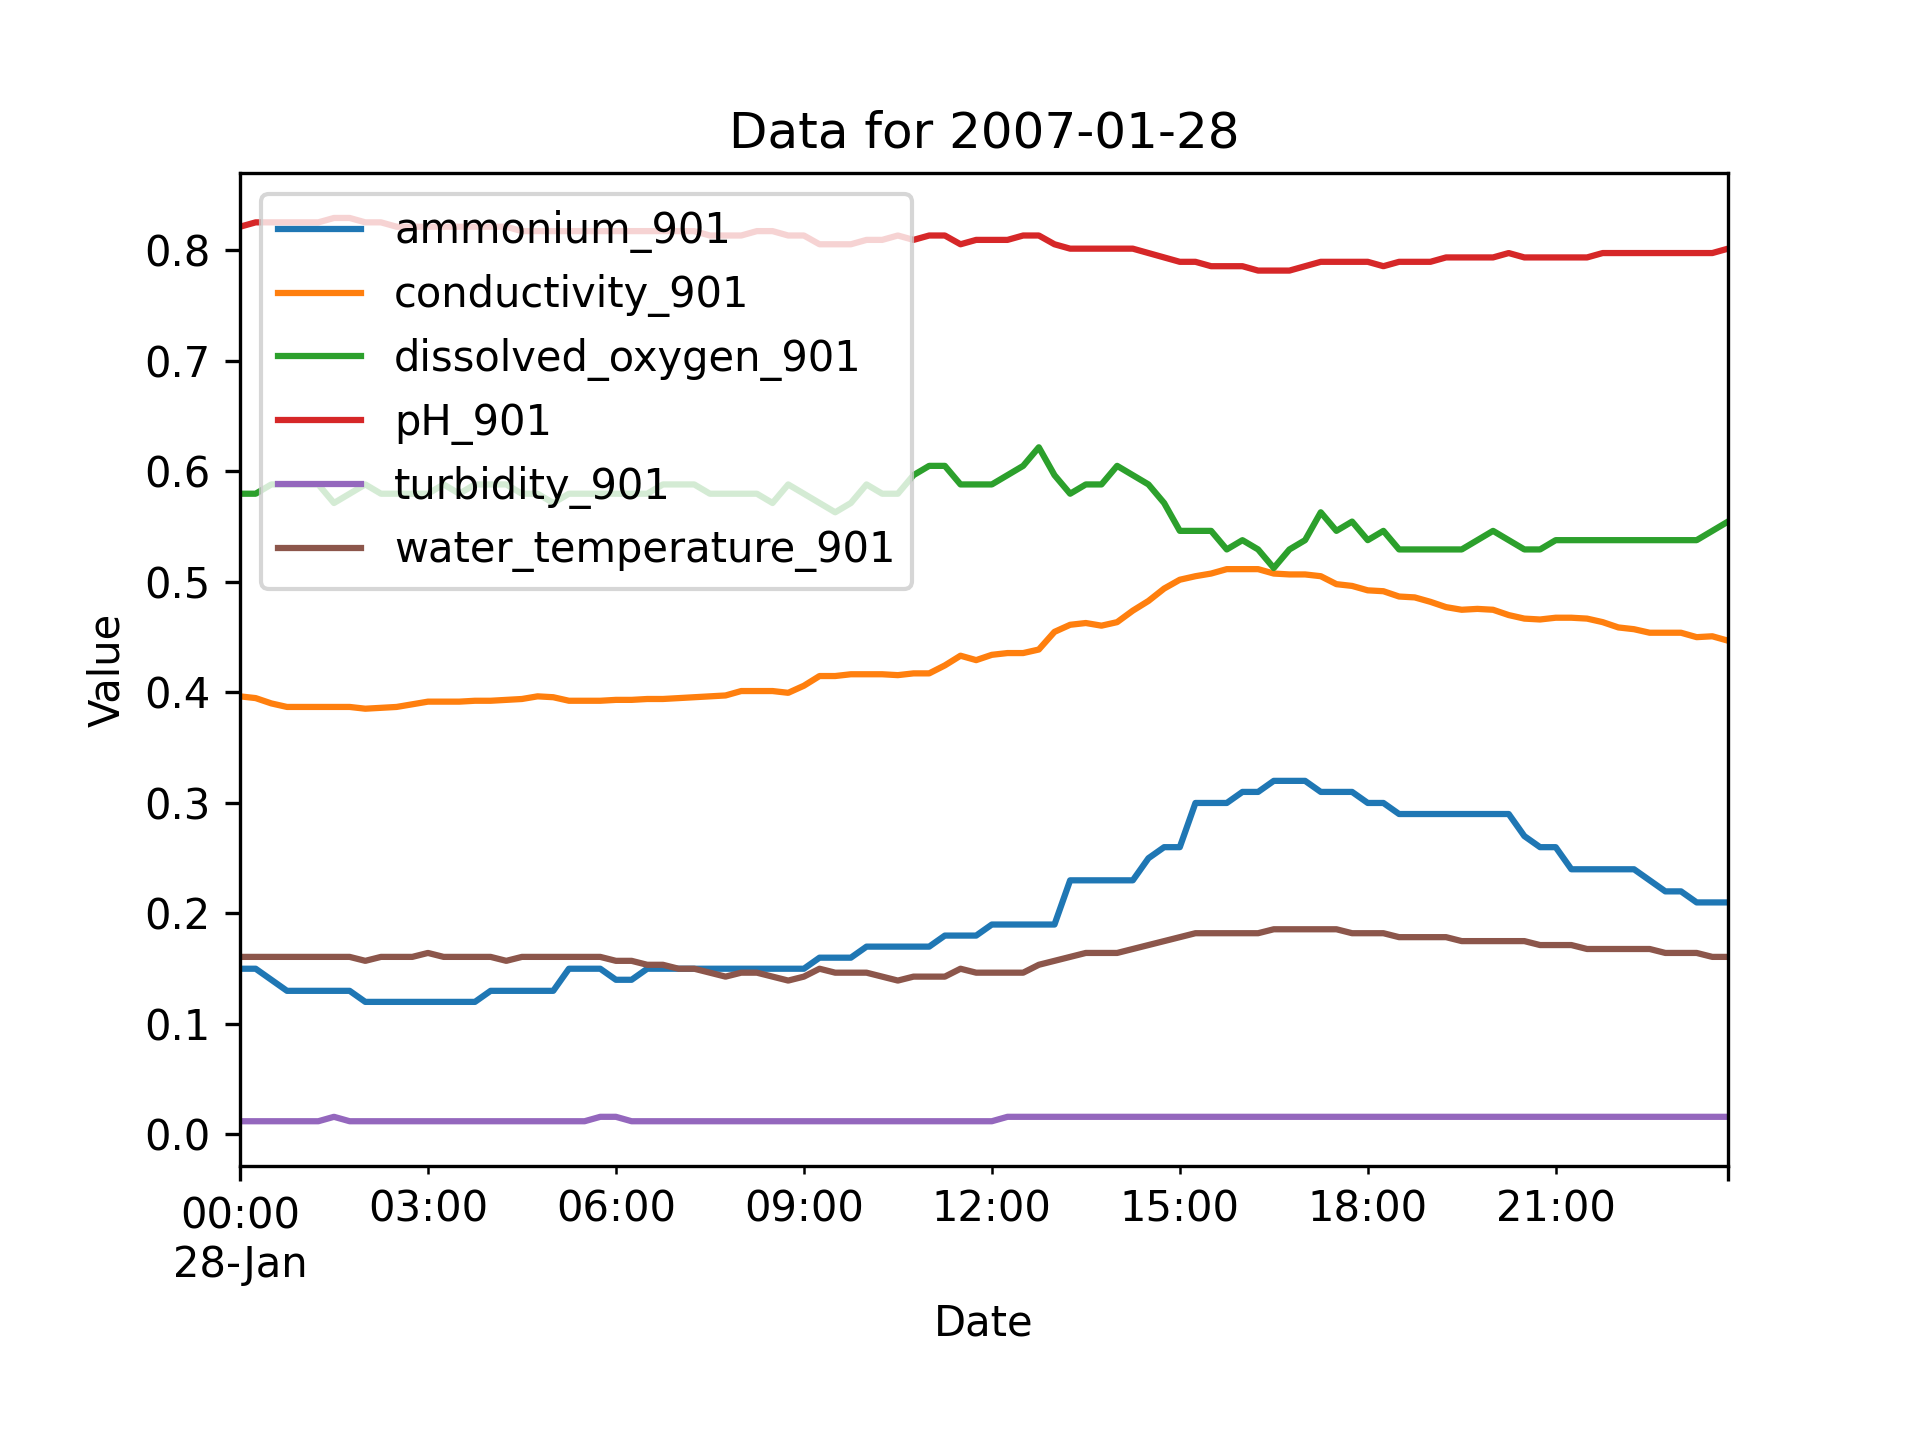 Data for 2007-01-28
ammonium_901
conductivity_901
dissolved_oxygen_901
pH_901
turbidity_901
water_temperature_901
Value
0.8
0.7
0.6
0.5
0.4
0.3
0.2
0.1
0.0
00:00 03:00 06:00 09:00 12:00 15:00 18:00 21:00
28-Jan
Date